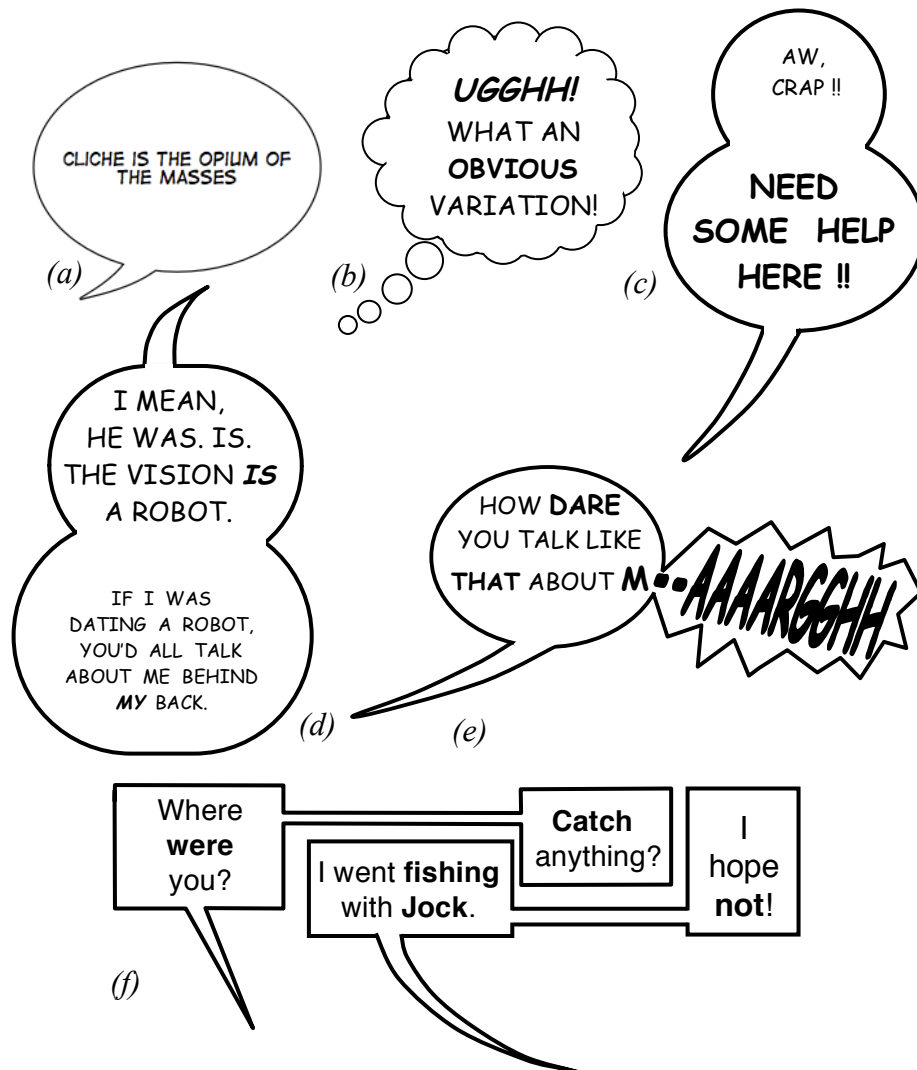 CLICHE IS THE OPIUM OF
THE MASSES
(a)
UGGHH!
WHAT AN
OBVIOUS
VARIATION!
(b)
AW,
CRAP !!
NEED
SOME HELP
HERE !!
(c)
I MEAN,
HE WAS. IS.
THE VISION IS
A ROBOT.
IF I WAS
DATING A ROBOT,
YOU'D ALL TALK
ABOUT ME BEHIND
MY BACK.
(d)
HOW DARE
YOU TALK LIKE
THAT ABOUT M--AAAARGGHH
(e)
Where
were
you?
I went fishing
with Jock.
Catch
anything?
I
hope
not!
(f)